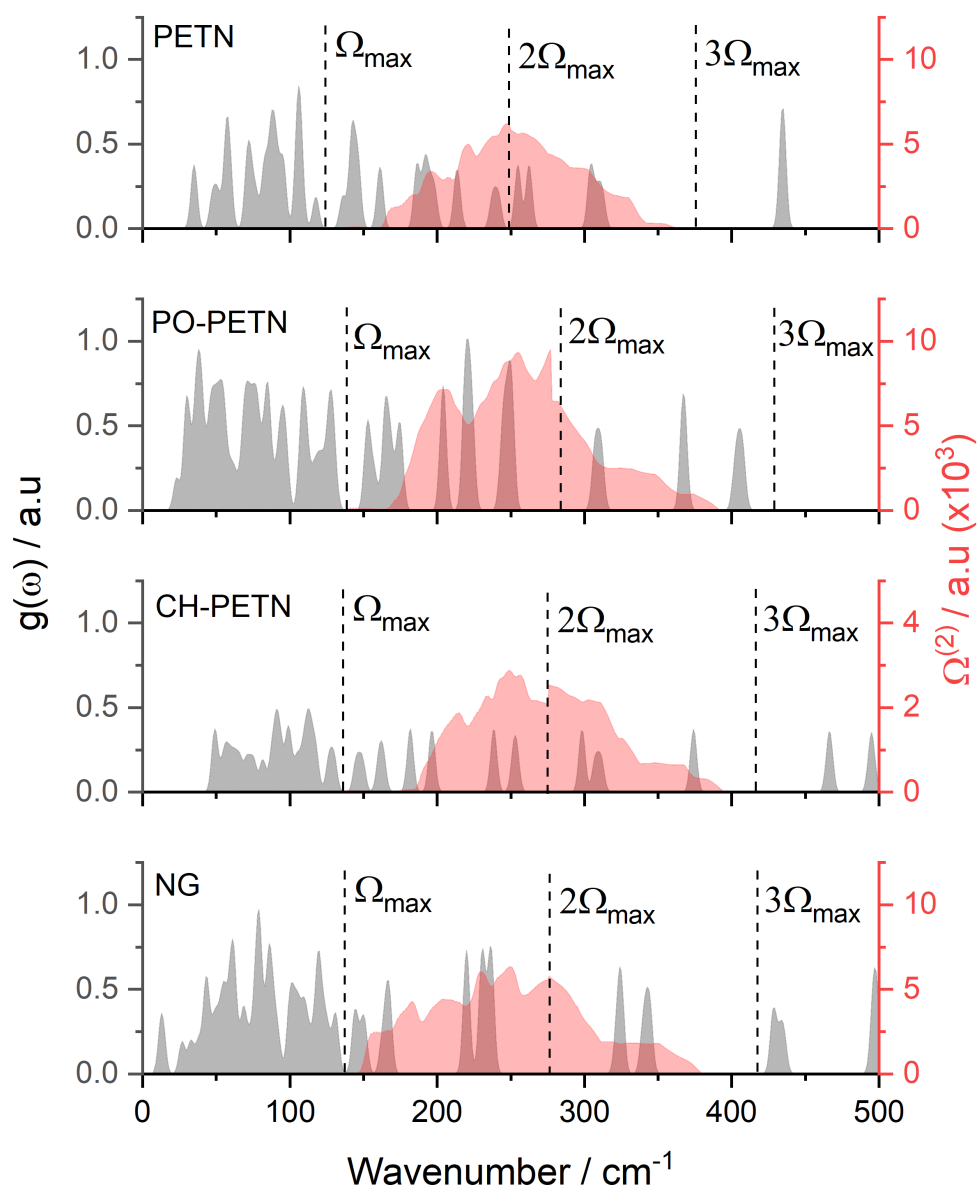 PETN
Ωmax
2Ωmax
3Ωmax
1.0
0.5
0.0
10
5
0
PO-PETN
Ωmax
2Ωmax
3Ωmax
1.0
0.5
0.0
10
5
0
CH-PETN
Ωmax
2Ωmax
3Ωmax
1.0
0.5
0.0
4
2
0
NG
Ωmax
2Ωmax
3Ωmax
1.0
0.5
0.0
10
5
0
0 100 200 300 400 500
Wavenumber / cm⁻¹
g(ω) / a.u
Ω⁽²⁾ / a.u (x10³)